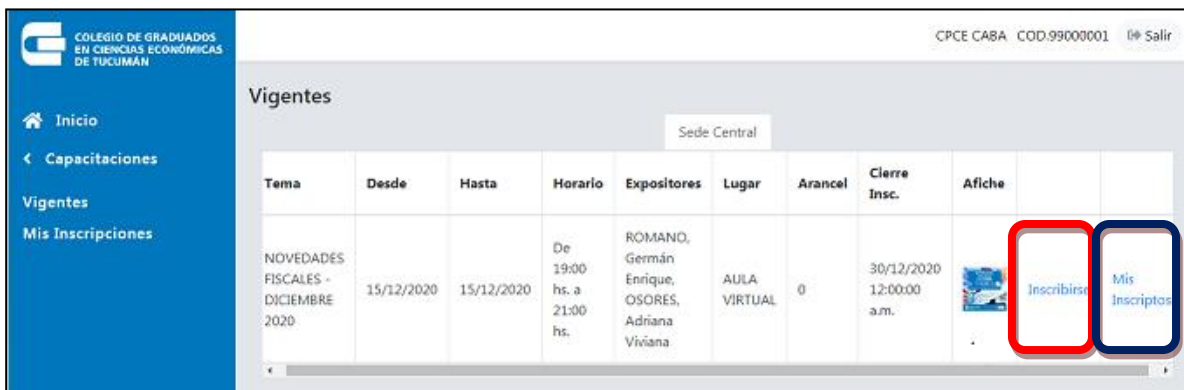 COLEGIO DE GRADUADOS
EN CIENCIAS ECONÓMICAS
DE TUCUMÁN
CPCE CABA COD.99000001 Salir
Inicio
Capacitaciones
Vigentes
Mis Inscripciones
Vigentes
Sede Central
Tema Desde Hasta Horario Expositores Lugar Arancel Cierre Insc. Afiche
NOVEDADES
FISCALES -
DICIEMBRE
2020
15/12/2020
15/12/2020
De
19:00
hs. a
21:00
hs.
ROMANO,
Germán
Enrique,
OSORES,
Adriana
Viviana
AULA
VIRTUAL
0
30/12/2020
12:00:00
a.m.
.
Inscribirse
Mis
Inscriptos